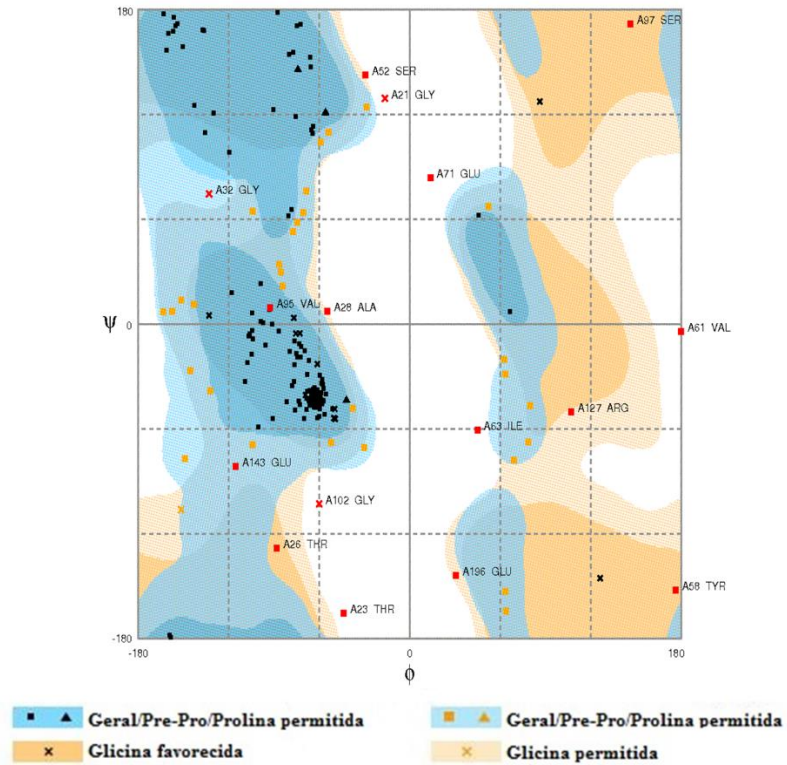 180
A97 SER
A52 SER
A21 GLY
A71 GLU
A32 GLY
A95 VAL
A28 ALA
Ψ
0
A61 VAL
A127 ARG
A63 ILE
A143 GLU
A102 GLY
A26 THR
A196 GLU
A58 TYR
A23 THR
-180
-180
0
180
ϕ
Geral/Pre-Pro/Prolina permitida
Geral/Pre-Pro/Prolina permitida
Glicina favorecida
Glicina permitida